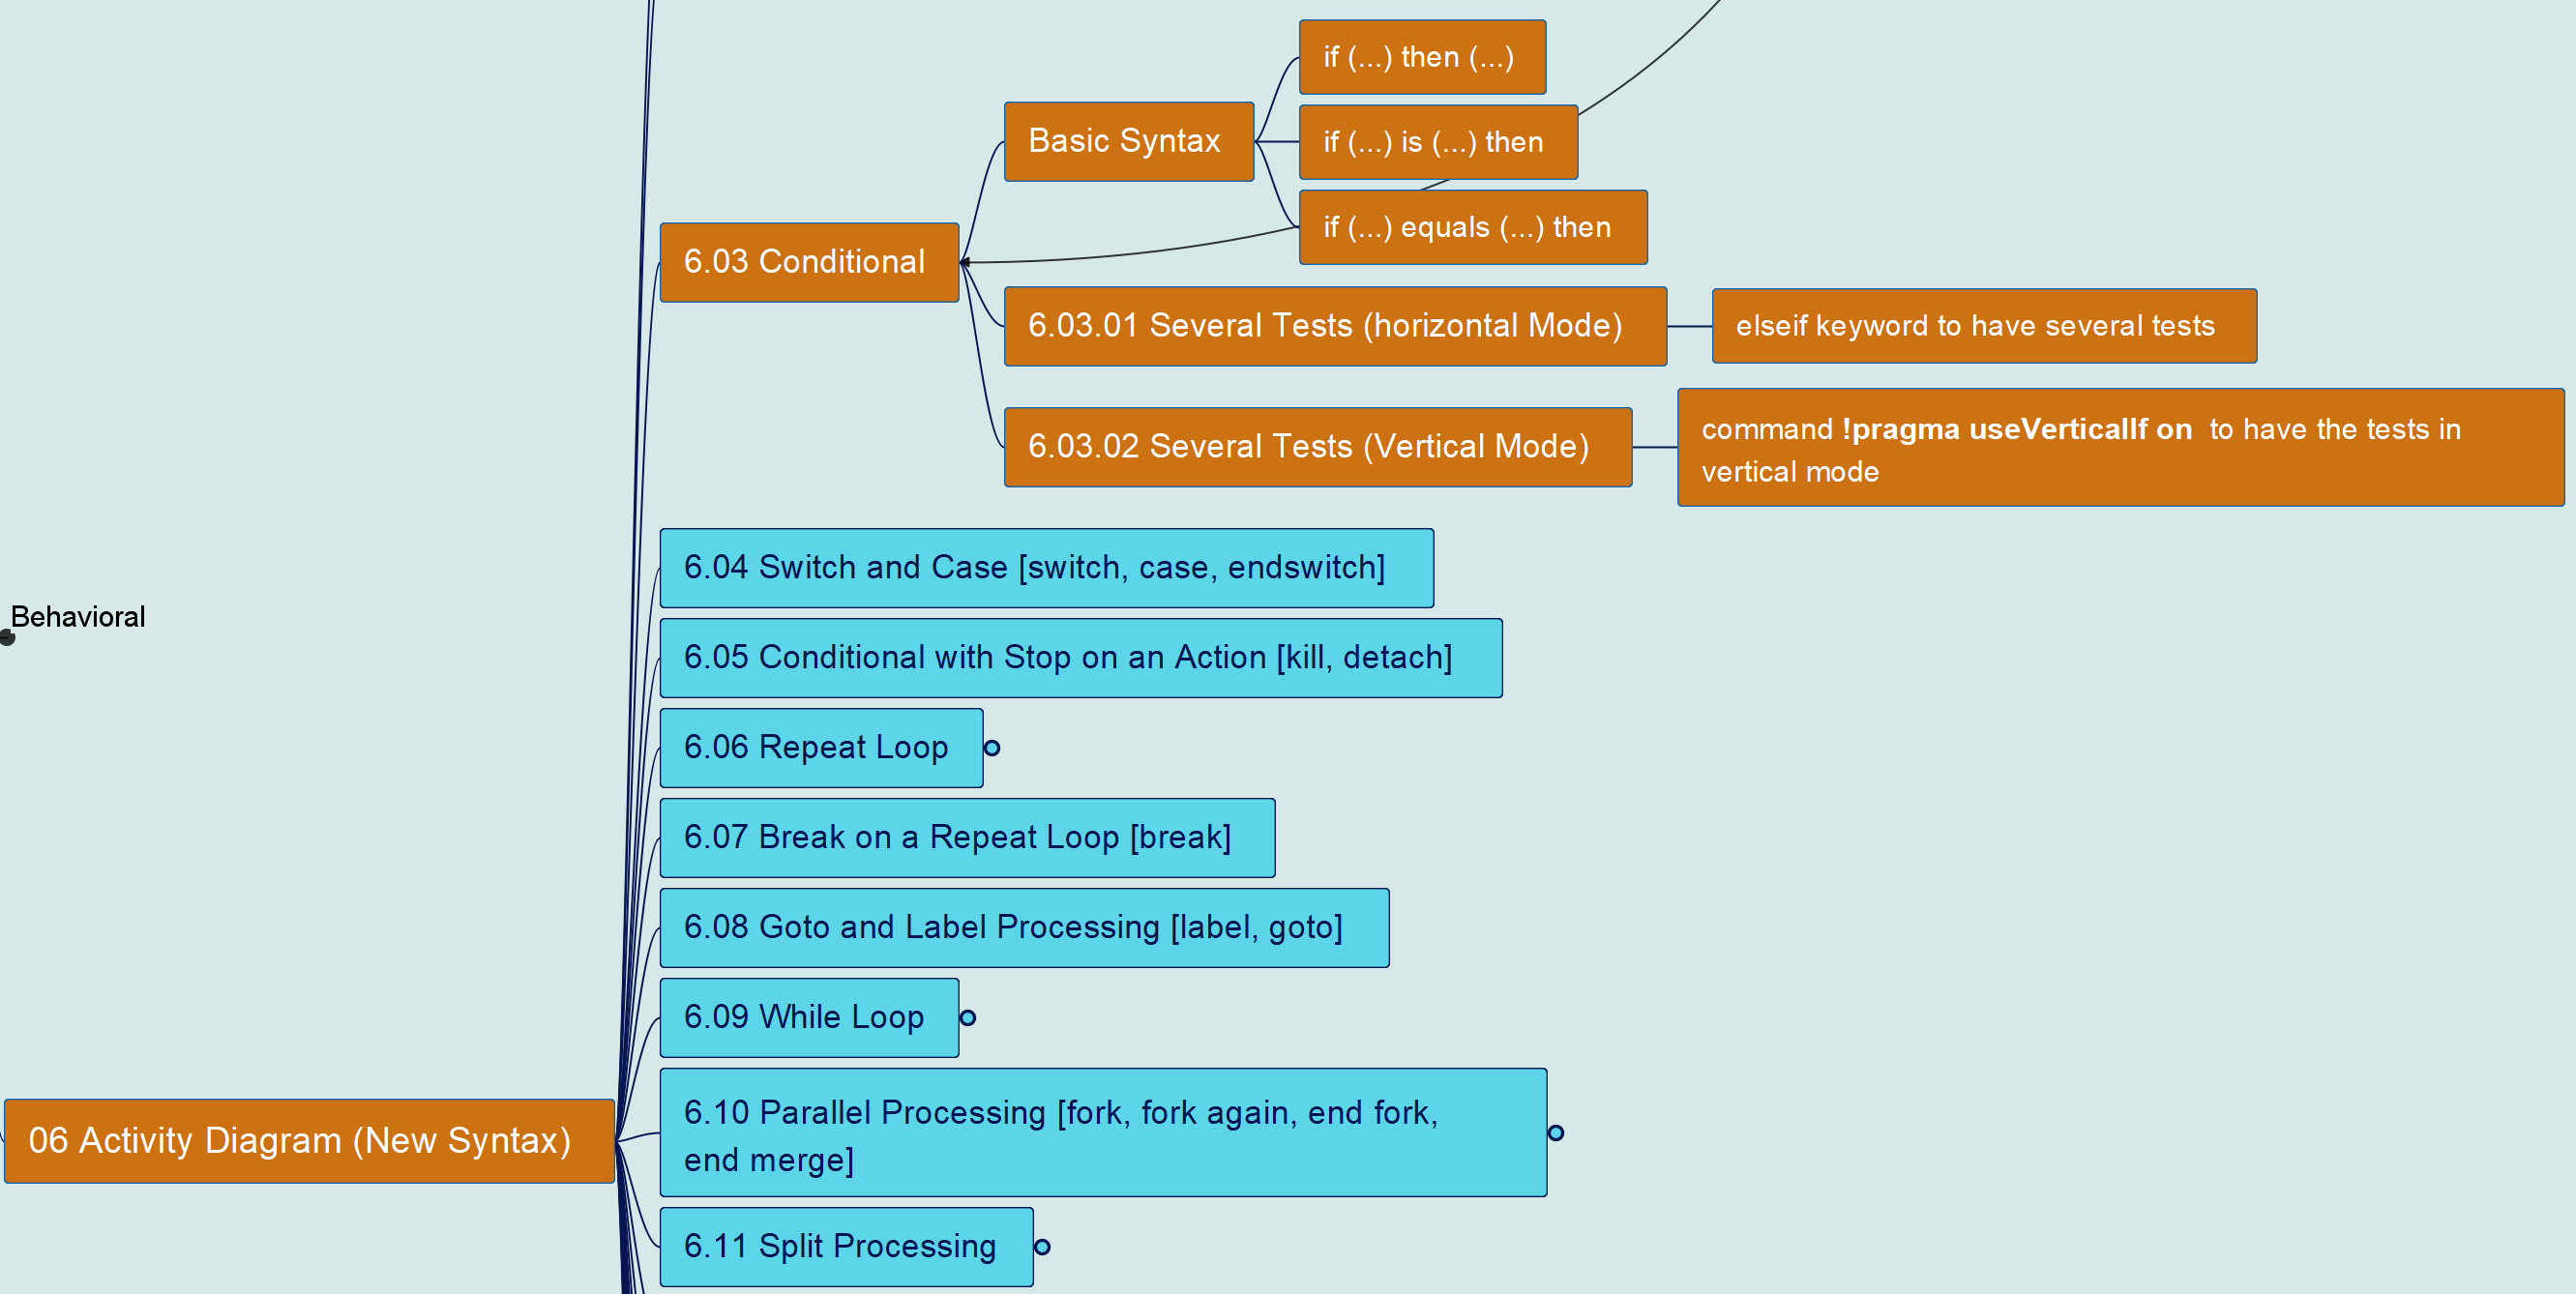 if (...) then (...)
Basic Syntax
if (...) is (...) then
if (...) equals (...) then
6.03 Conditional
6.03.01 Several Tests (horizontal Mode)
elseif keyword to have several tests
6.03.02 Several Tests (Vertical Mode)
command !pragma useVerticalIf on  to have the tests in
vertical mode
6.04 Switch and Case [switch, case, endswitch]
Behavioral
6.05 Conditional with Stop on an Action [kill, detach]
6.06 Repeat Loop
6.07 Break on a Repeat Loop [break]
6.08 Goto and Label Processing [label, goto]
6.09 While Loop
06 Activity Diagram (New Syntax)
6.10 Parallel Processing [fork, fork again, end fork,
end merge]
6.11 Split Processing